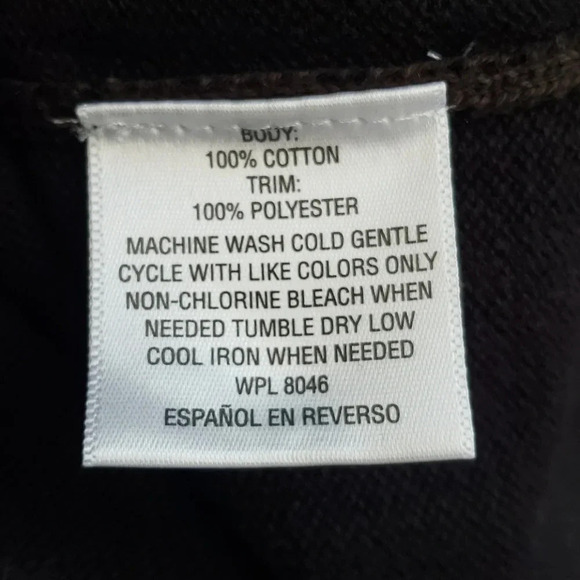 BODY:
100% COTTON
TRIM:
100% POLYESTER
MACHINE WASH COLD GENTLE
CYCLE WITH LIKE COLORS ONLY
NON-CHLORINE BLEACH WHEN
NEEDED TUMBLE DRY LOW
COOL IRON WHEN NEEDED
WPL 8046
ESPAÑOL EN REVERSO